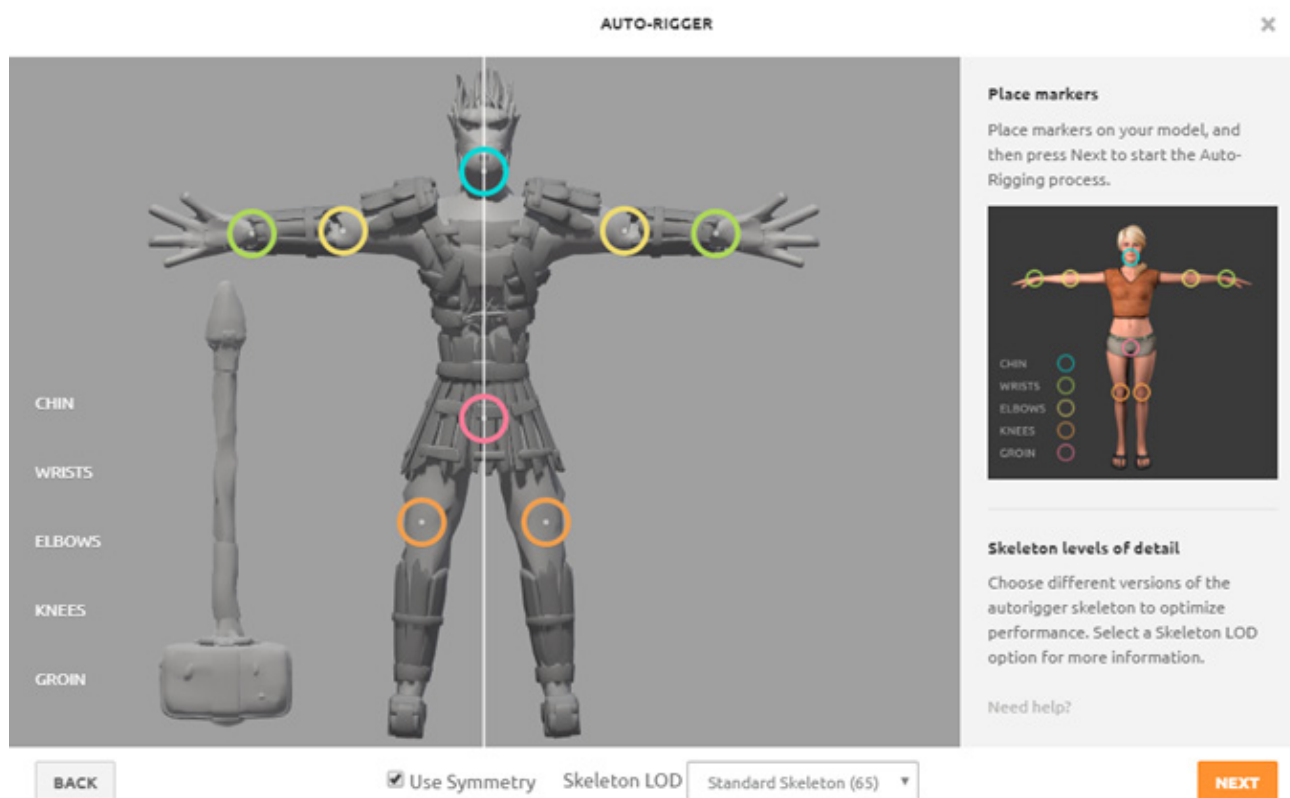 AUTO-RIGGER ×
Place markers
Place markers on your model, and
then press Next to start the Auto-
Rigging process.
CHIN
WRISTS
ELBOWS
KNEES
GROIN
CHIN
WRISTS
ELBOWS
KNEES
GROIN
Skeleton levels of detail
Choose different versions of the
autorigger skeleton to optimize
performance. Select a Skeleton LOD
option for more information.
Need help?
BACK
Use Symmetry
Skeleton LOD
Standard Skeleton (65)
NEXT